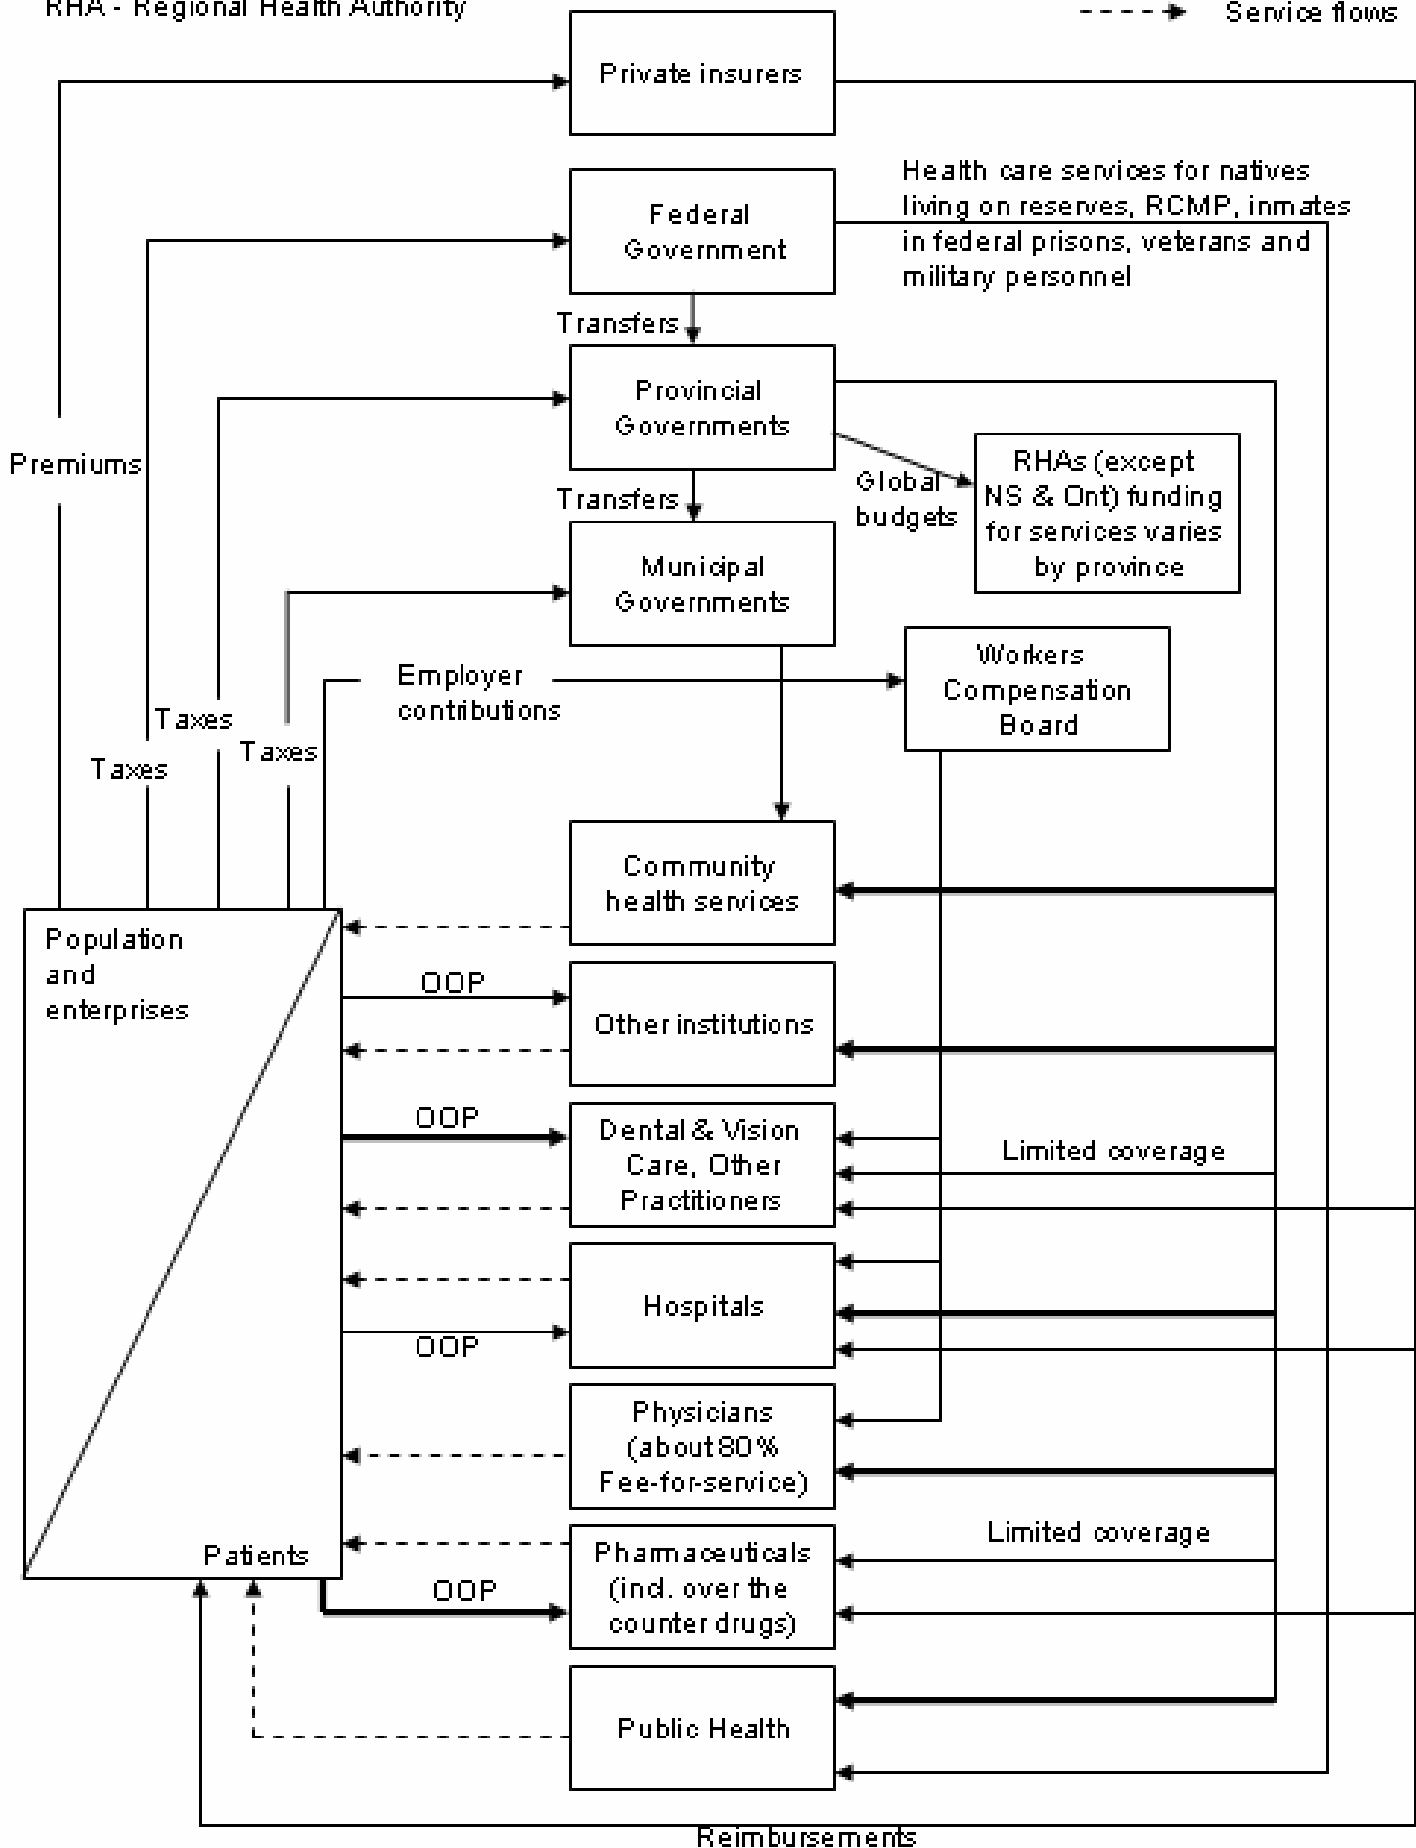 RHA - Regional Health Authority
Service flows
Private insurers
Health care services for natives
living on reserves, RCMP, inmates
in federal prisons, veterans and
military personnel
Federal
Government
Transfers
Provincial
Governments
Premiums
Global
budgets
RHAs (except
NS & Ont) funding
for services varies
by province
Transfers
Municipal
Governments
Employer
contributions
Workers
Compensation
Board
Taxes
Taxes
Taxes
Community
health services
Population
and
enterprises
OOP
Other institutions
OOP
Dental & Vision
Care, Other
Practitioners
Limited coverage
Hospitals
OOP
Physicians
(about 80%
Fee-for-service)
Limited coverage
Patients
OOP
Pharmaceuticals
(incl. over the
counter drugs)
Public Health
Reimbursements